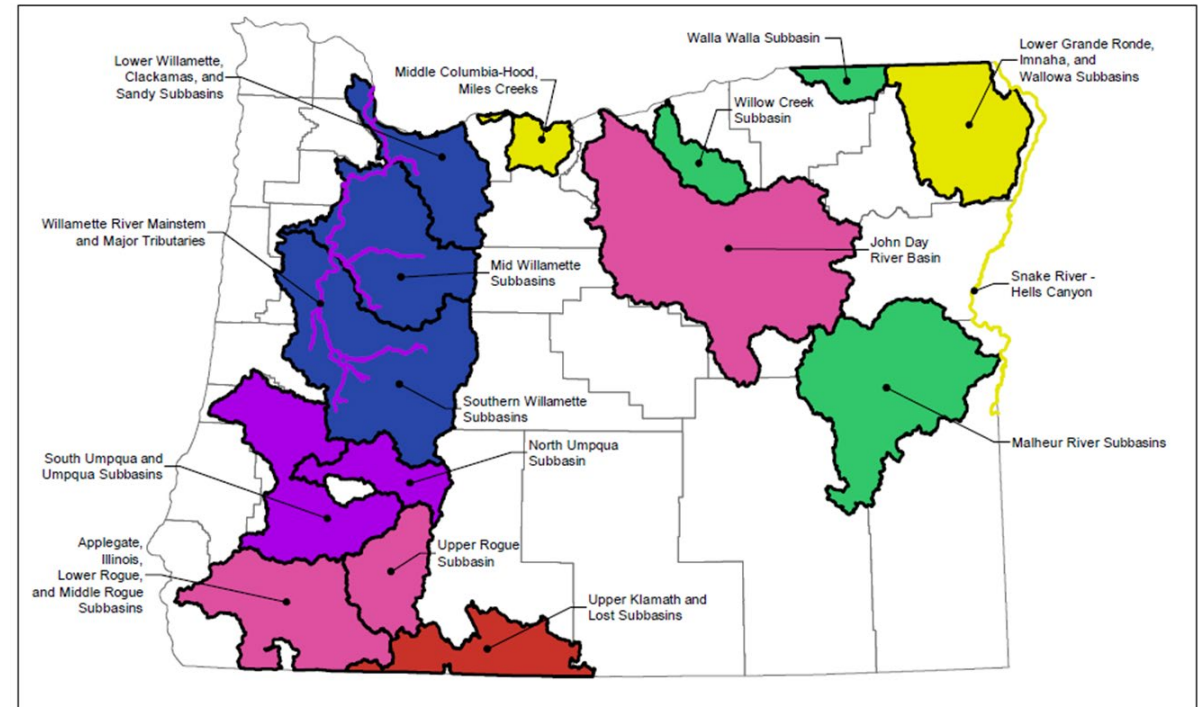 Walla Walla Subbasin
Lower Grande Ronde,
Imnaha, and
Wallowa Subbasins
Lower Willamette,
Clackamas, and
Sandy Subbasins
Middle Columbia-Hood,
Miles Creeks
Willow Creek
Subbasin
Willamette River Mainstem
and Major Tributaries
Mid Willamette
Subbasins
John Day
River Basin
Snake River -
Hells Canyon
Southern Willamette
Subbasins
Malheur River Subbasins
North Umpqua
Subbasin
South Umpqua and
Umpqua Subbasins
Applegate,
Illinois,
Lower Rogue,
and Middle Rogue
Subbasins
Upper Rogue
Subbasin
Upper Klamath and
Lost Subbasins